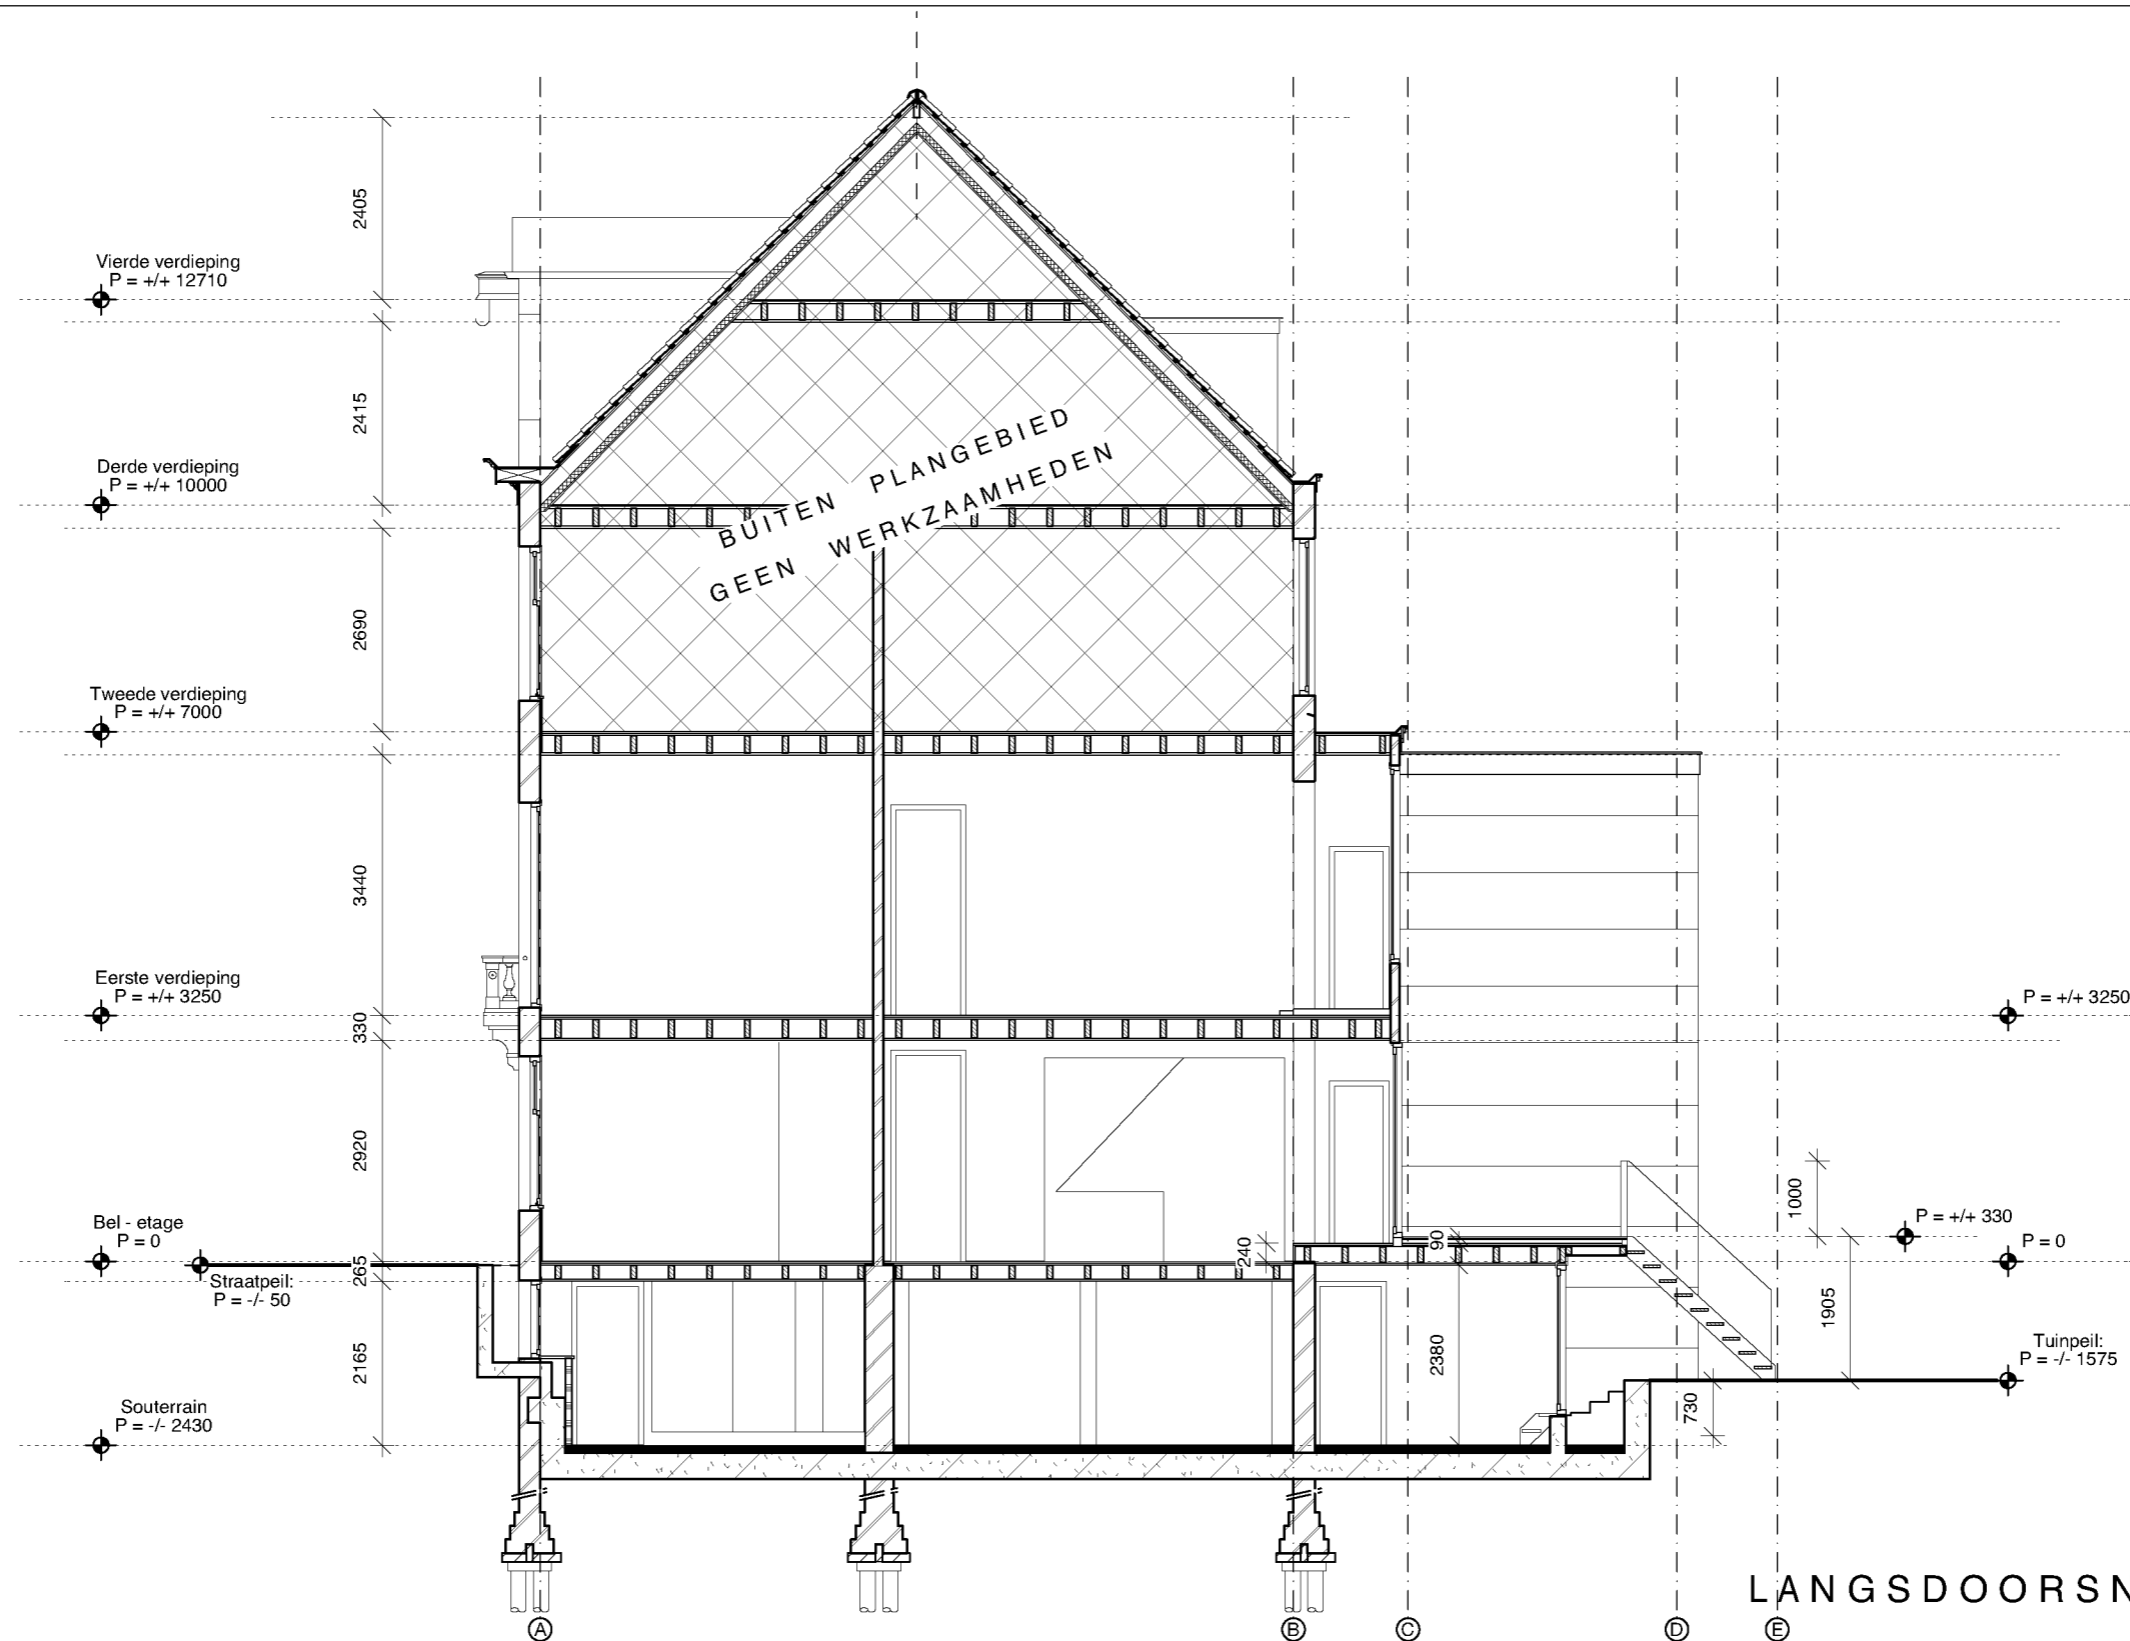 2405
Vierde verdieping
P = +/+ 12710
2415
BUITEN PLANGEBIED
GEEN WERKZAAMHEDEN
Derde verdieping
P = +/+ 10000
2690
Tweede verdieping
P = +/+ 7000
3440
Eerste verdieping
P = +/+ 3250
P = +/+ 3250
330
2920
1000
Bel - etage
P = 0
P = +/+ 330
P = 0
240
90
265
Straatpeil:
P = -/- 50
1905
2165
2380
Tuinpeil:
P = -/- 1575
730
Souterrain
P = -/- 2430
LANGSDOORSN
A
B
C
D
E